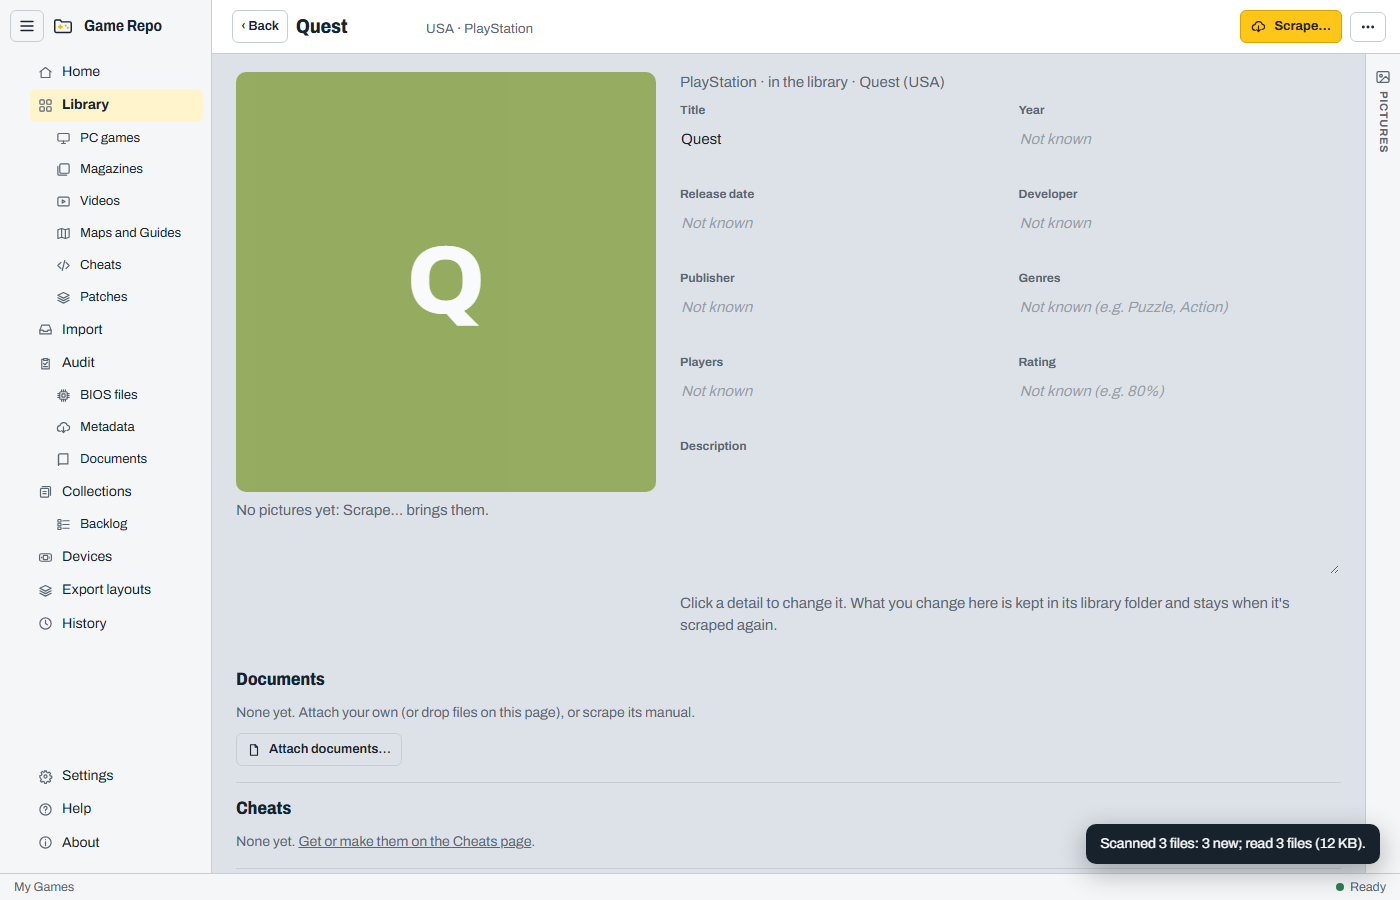 Game Repo
Home
Library
PC games
Magazines
Videos
Maps and Guides
Cheats
Patches
Import
Audit
BIOS files
Metadata
Documents
Collections
Backlog
Devices
Export layouts
History
Settings
Help
About
‹ Back
Quest
USA · PlayStation
Scrape...
Q
No pictures yet: Scrape... brings them.
PlayStation · in the library · Quest (USA)
Title
Quest
Year
Not known
Release date
Not known
Developer
Not known
Publisher
Not known
Genres
Not known (e.g. Puzzle, Action)
Players
Not known
Rating
Not known (e.g. 80%)
Description
Click a detail to change it. What you change here is kept in its library folder and stays when it's
scraped again.
Documents
None yet. Attach your own (or drop files on this page), or scrape its manual.
Attach documents...
Cheats
None yet. Get or make them on the Cheats page.
PICTURES
Scanned 3 files: 3 new; read 3 files (12 KB).
My Games
Ready